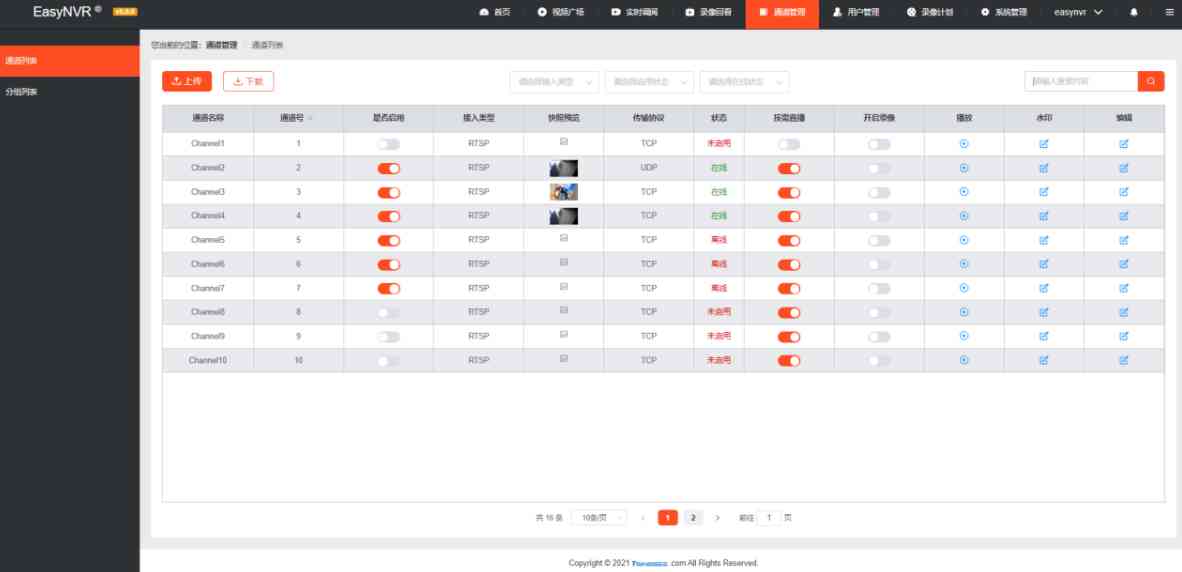 EasyNVR ©
首页 视频广场 实时墙阅 录像回看 通道管理 用户管理 录像计划 系统管理 easynvr
通道列表
分组列表
您当前的位置: 通道管理 / 通道列表
上传 下载 请选择接入类型 请选择启用状态 请选择在线状态 请输入搜索内容
通道名称 通道号 是否启用 接入类型 快照预览 传输协议 状态 按需直播 开启录像 播放 水印 编辑
Channel1 1 RTSP TCP 未启用
Channel2 2 RTSP UDP 在线
Channel3 3 RTSP TCP 在线
Channel4 4 RTSP TCP 在线
Channel5 5 RTSP TCP 离线
Channel6 6 RTSP TCP 离线
Channel7 7 RTSP TCP 离线
Channel8 8 RTSP TCP 未启用
Channel9 9 RTSP TCP 未启用
Channel10 10 RTSP TCP 未启用
共 16 条 10条/页 1 2 前往 1 页
Copyright © 2021 .com All Rights Reserved.